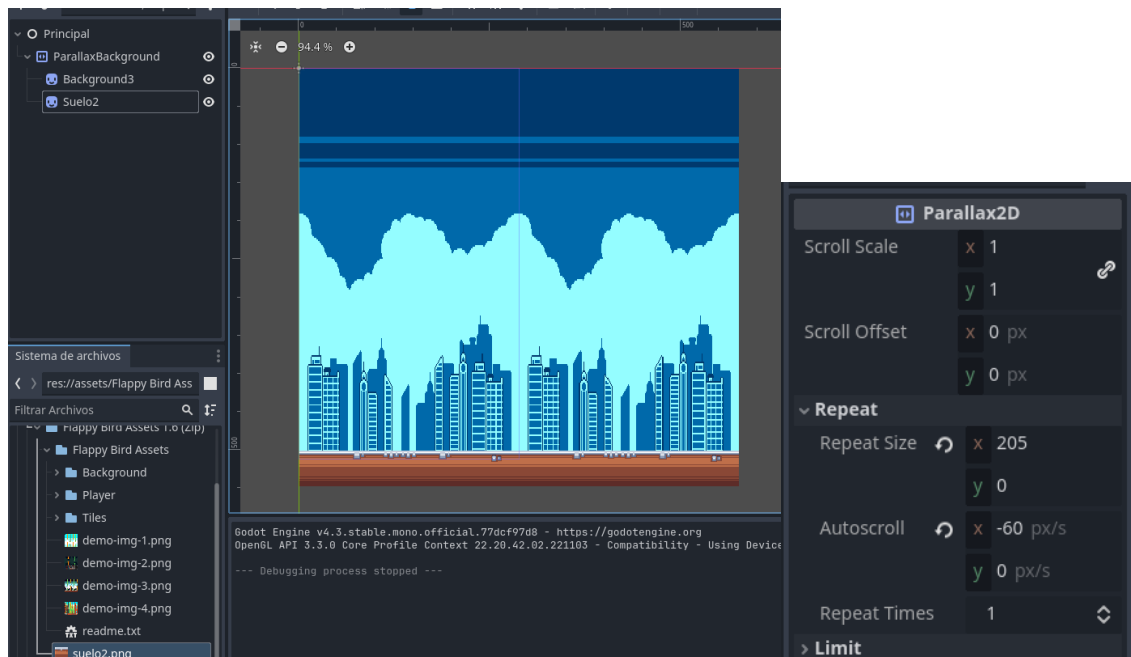 Principal
ParallaxBackground
Background3
Suelo2
Sistema de archivos
res://assets/Flappy Bird Ass
Filtrar Archivos
Flappy Bird Assets 1.6 (Zip)
Flappy Bird Assets
Background
Player
Tiles
demo-img-1.png
demo-img-2.png
demo-img-3.png
demo-img-4.png
readme.txt
suelo2.png
0
500
94.4 %
0
500
Godot Engine v4.3.stable.mono.official.77dcf97d8 - https://godotengine.org
OpenGL API 3.3.0 Core Profile Context 22.20.42.02.221103 - Compatibility - Using Device
--- Debugging process stopped ---
Parallax2D
Scroll Scale x 1
y 1
Scroll Offset x 0 px
y 0 px
Repeat
Repeat Size x 205
y 0
Autoscroll x -60 px/s
y 0 px/s
Repeat Times 1
Limit